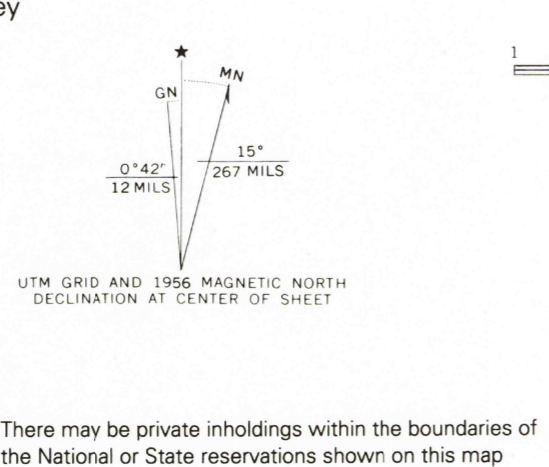 ey
★
MN
GN
1
0°42'
12 MILS
15°
267 MILS
UTM GRID AND 1956 MAGNETIC NORTH
DECLINATION AT CENTER OF SHEET
There may be private inholdings within the boundaries of
the National or State reservations shown on this map